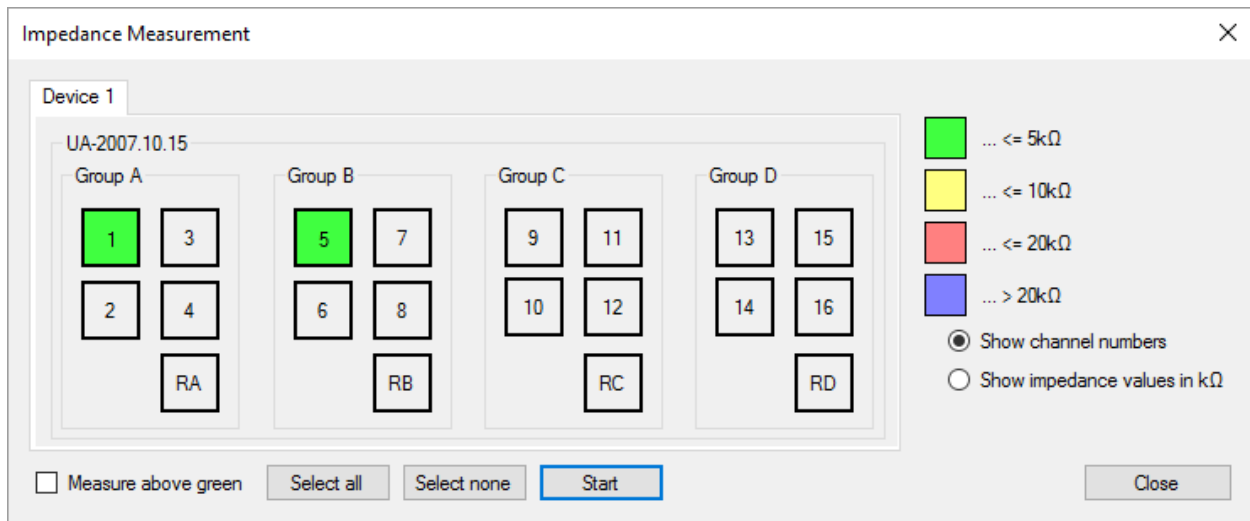 Impedance Measurement
Device 1
UA-2007.10.15
Group A
Group B
Group C
Group D
1 3
2 4
RA
5 7
6 8
RB
9 11
10 12
RC
13 15
14 16
RD
... <= 5kΩ
... <= 10kΩ
... <= 20kΩ
... > 20kΩ
Show channel numbers
Show impedance values in kΩ
Measure above green
Select all
Select none
Start
Close